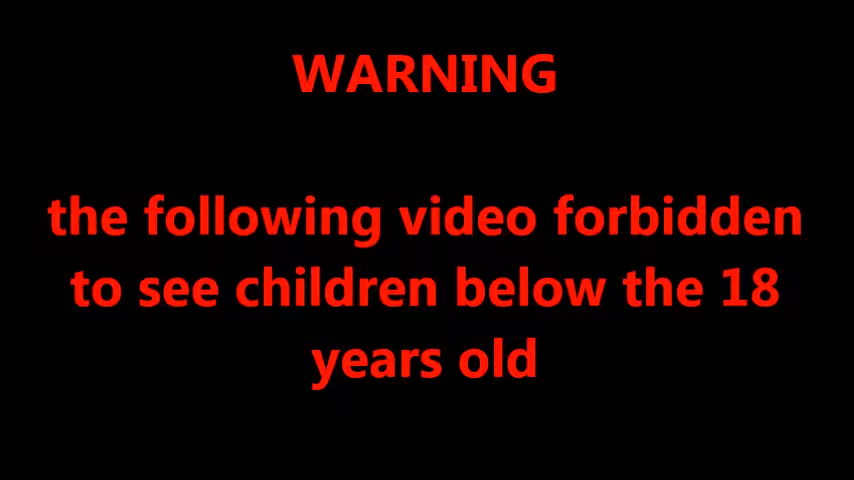 WARNING
the following video forbidden
to see children below the 18
years old